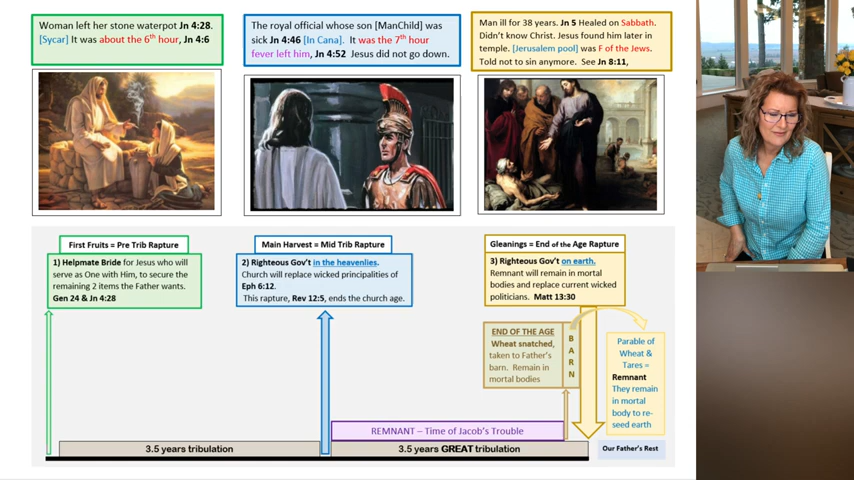 Woman left her stone waterpot Jn 4:28.
[Sycar] It was about the 6th hour, Jn 4:6
The royal official whose son [ManChild] was
sick Jn 4:46 [In Cana]. It was the 7th hour
fever left him, Jn 4:52 Jesus did not go down.
Man ill for 38 years. Jn 5 Healed on Sabbath.
Didn't know Christ. Jesus found him later in
temple. [Jerusalem pool] was F of the Jews.
Told not to sin anymore. See Jn 8:11,
First Fruits = Pre Trib Rapture
1) Helpmate Bride for Jesus who will
serve as One with Him, to secure the
remaining 2 items the Father wants.
Gen 24 & Jn 4:28
Main Harvest = Mid Trib Rapture
2) Righteous Gov't in the heavenlies.
Church will replace wicked principalities of
Eph 6:12.
This rapture, Rev 12:5, ends the church age.
Gleanings = End of the Age Rapture
3) Righteous Gov't on earth.
Remnant will remain in mortal
bodies and replace current wicked
politicians. Matt 13:30
END OF THE AGE
Wheat snatched,
taken to Father's
barn. Remain in
mortal bodies
B
A
R
N
Parable of
Wheat &
Tares =
Remnant
They remain
in mortal
body to re-
seed earth
REMNANT – Time of Jacob's Trouble
3.5 years tribulation
3.5 years GREAT tribulation
Our Father's Rest